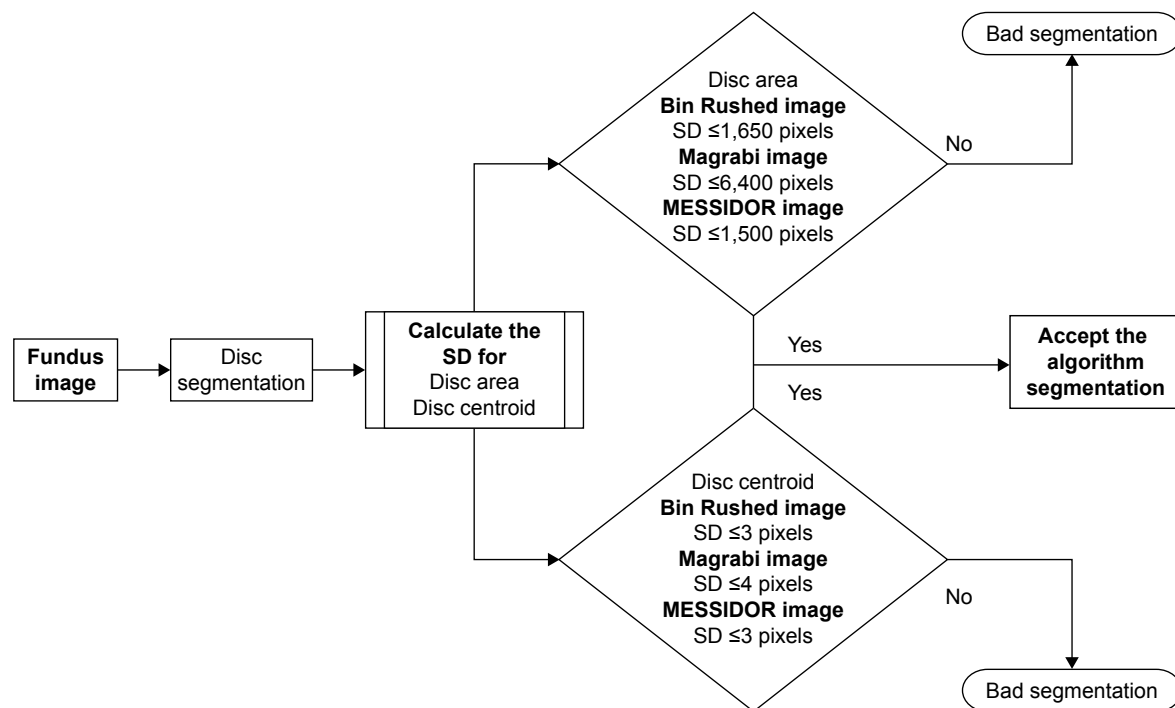 Fundus
image
Disc
segmentation
Calculate the
SD for
Disc area
Disc centroid
Disc area
Bin Rushed image
SD ≤1,650 pixels
Magrabi image
SD ≤6,400 pixels
MESSIDOR image
SD ≤1,500 pixels
No
Bad segmentation
Yes
Yes
Accept the
algorithm
segmentation
Disc centroid
Bin Rushed image
SD ≤3 pixels
Magrabi image
SD ≤4 pixels
MESSIDOR image
SD ≤3 pixels
No
Bad segmentation